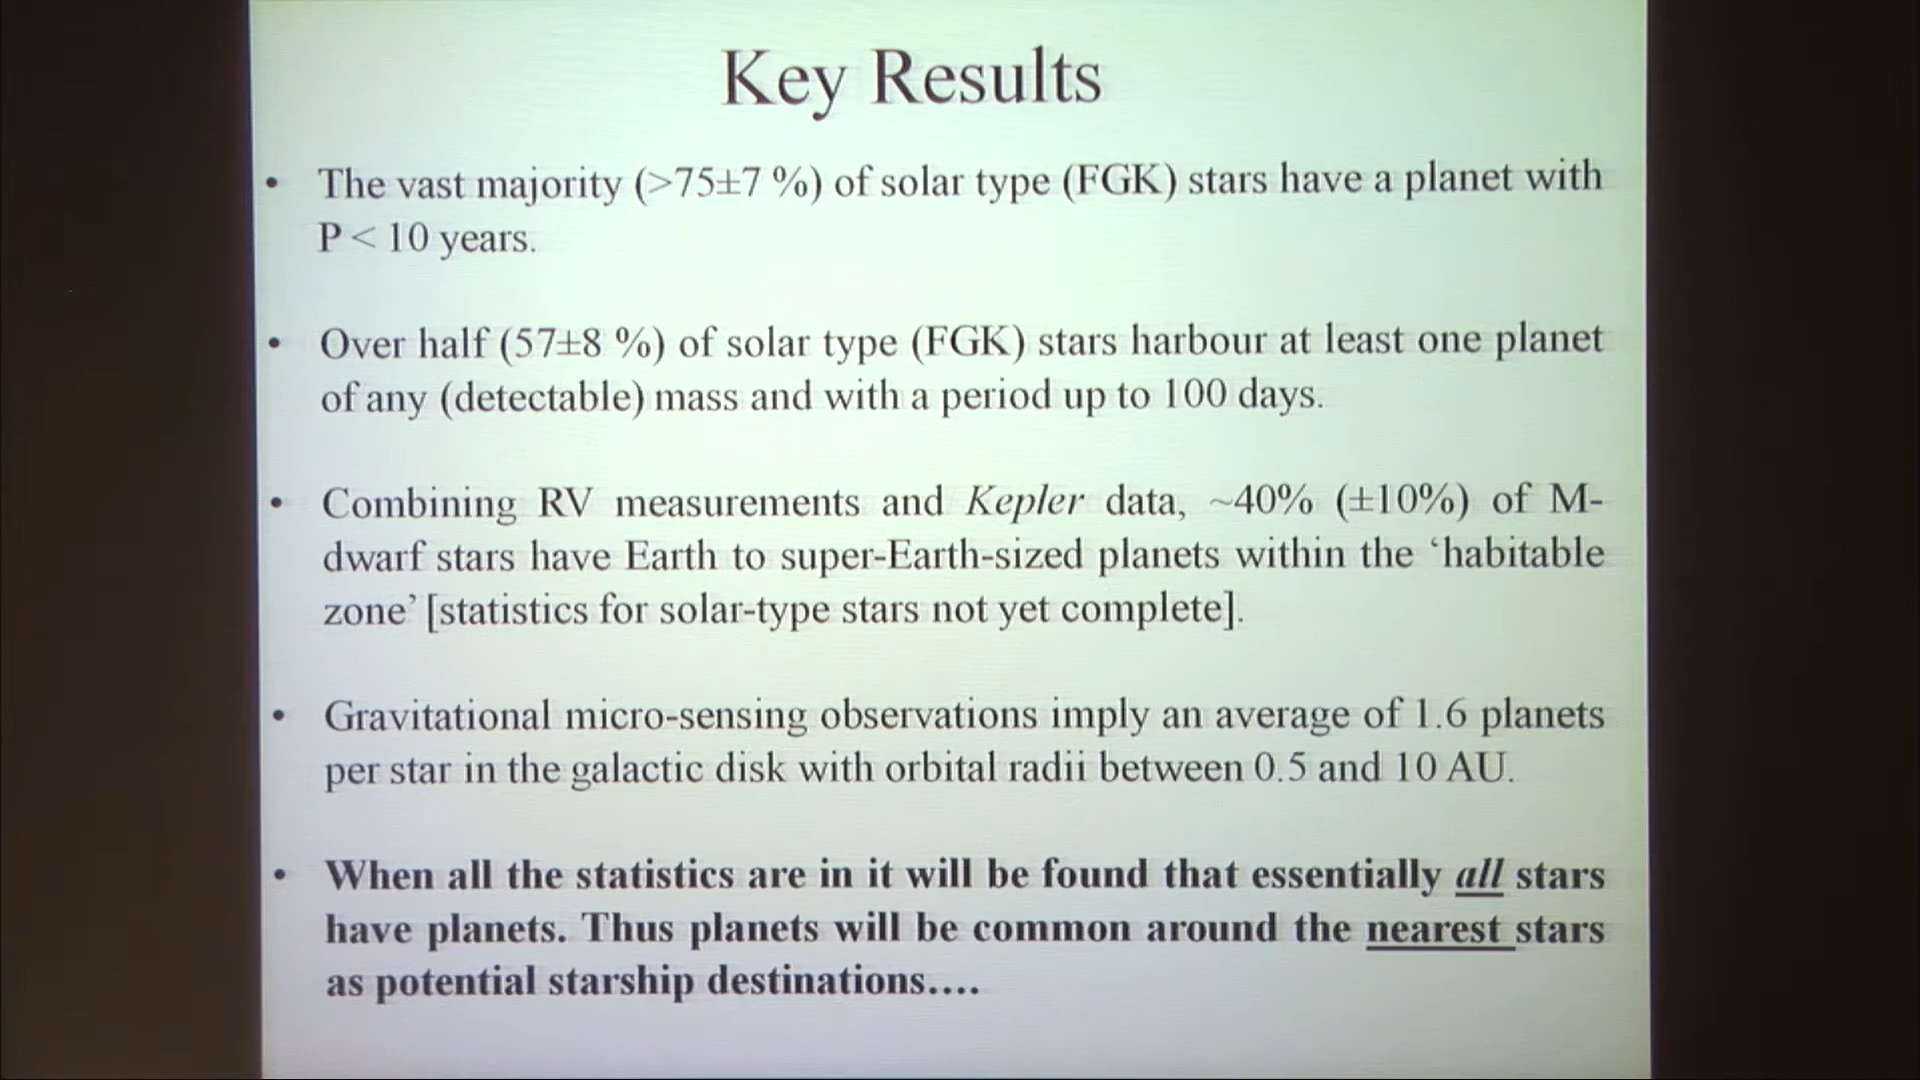 Key Results
• The vast majority (>75±7 %) of solar type (FGK) stars have a planet with
P < 10 years.
• Over half (57±8 %) of solar type (FGK) stars harbour at least one planet
of any (detectable) mass and with a period up to 100 days.
• Combining RV measurements and Kepler data, ~40% (±10%) of M-
dwarf stars have Earth to super-Earth-sized planets within the ‘habitable
zone’ [statistics for solar-type stars not yet complete].
• Gravitational micro-sensing observations imply an average of 1.6 planets
per star in the galactic disk with orbital radii between 0.5 and 10 AU.
• When all the statistics are in it will be found that essentially all stars
have planets. Thus planets will be common around the nearest stars
as potential starship destinations….